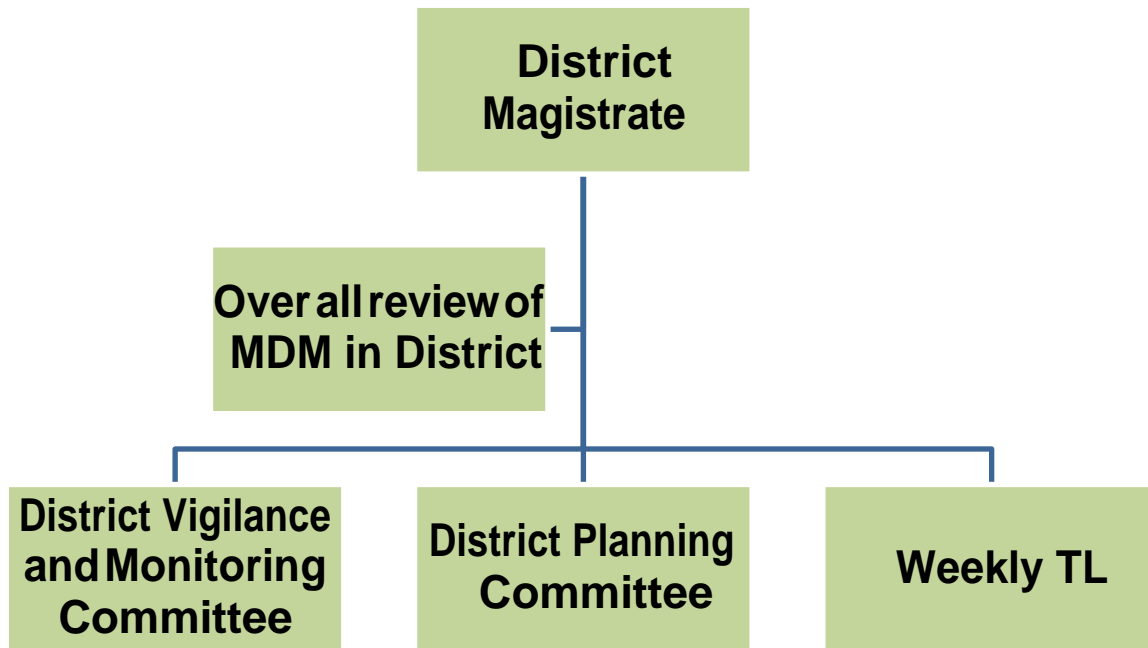 District
Magistrate
Over all review of
MDM in District
District Vigilance
and Monitoring
Committee
District Planning
Committee
Weekly TL